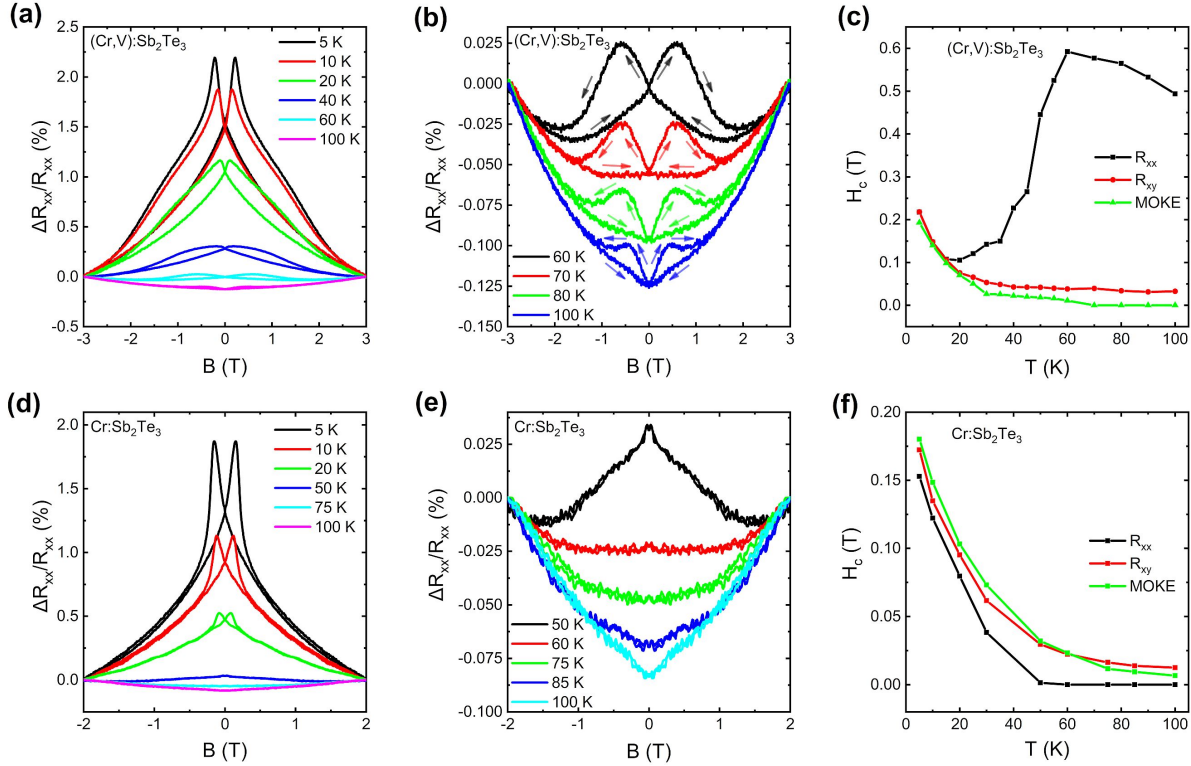 (a)
(Cr,V):Sb₂Te₃
5 K
10 K
20 K
40 K
60 K
100 K
2.5
2.0
1.5
1.0
0.5
0.0
-0.5
ΔRxx/Rxx (%)
-3 -2 -1 0 1 2 3
B (T)
(b)
(Cr,V):Sb₂Te₃
0.025
0.000
-0.025
-0.050
-0.075
-0.100
-0.125
-0.150
ΔRxx/Rxx (%)
60 K
70 K
80 K
100 K
-3 -2 -1 0 1 2 3
B (T)
(c)
(Cr,V):Sb₂Te₃
0.6
0.5
0.4
0.3
0.2
0.1
0.0
Hc (T)
Rxx
Rxy
MOKE
0 20 40 60 80 100
T (K)
(d)
Cr:Sb₂Te₃
5 K
10 K
20 K
50 K
75 K
100 K
2.0
1.5
1.0
0.5
0.0
ΔRxx/Rxx (%)
-2 -1 0 1 2
B (T)
(e)
Cr:Sb₂Te₃
0.025
0.000
-0.025
-0.050
-0.075
-0.100
ΔRxx/Rxx (%)
50 K
60 K
75 K
85 K
100 K
-2 -1 0 1 2
B (T)
(f)
Cr:Sb₂Te₃
0.20
0.15
0.10
0.05
0.00
Hc (T)
Rxx
Rxy
MOKE
0 20 40 60 80 100
T (K)